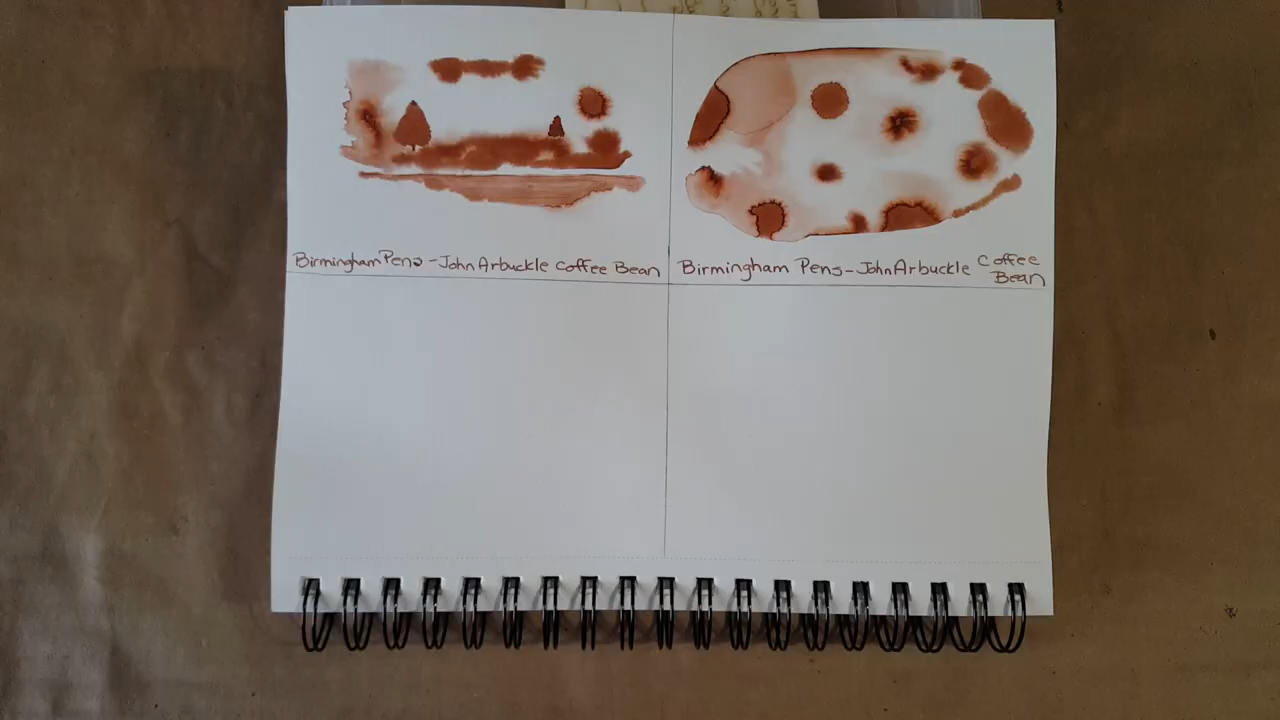 Birmingham Pens - John Arbuckle Coffee Bean
Birmingham Pens - John Arbuckle Coffee
Bean